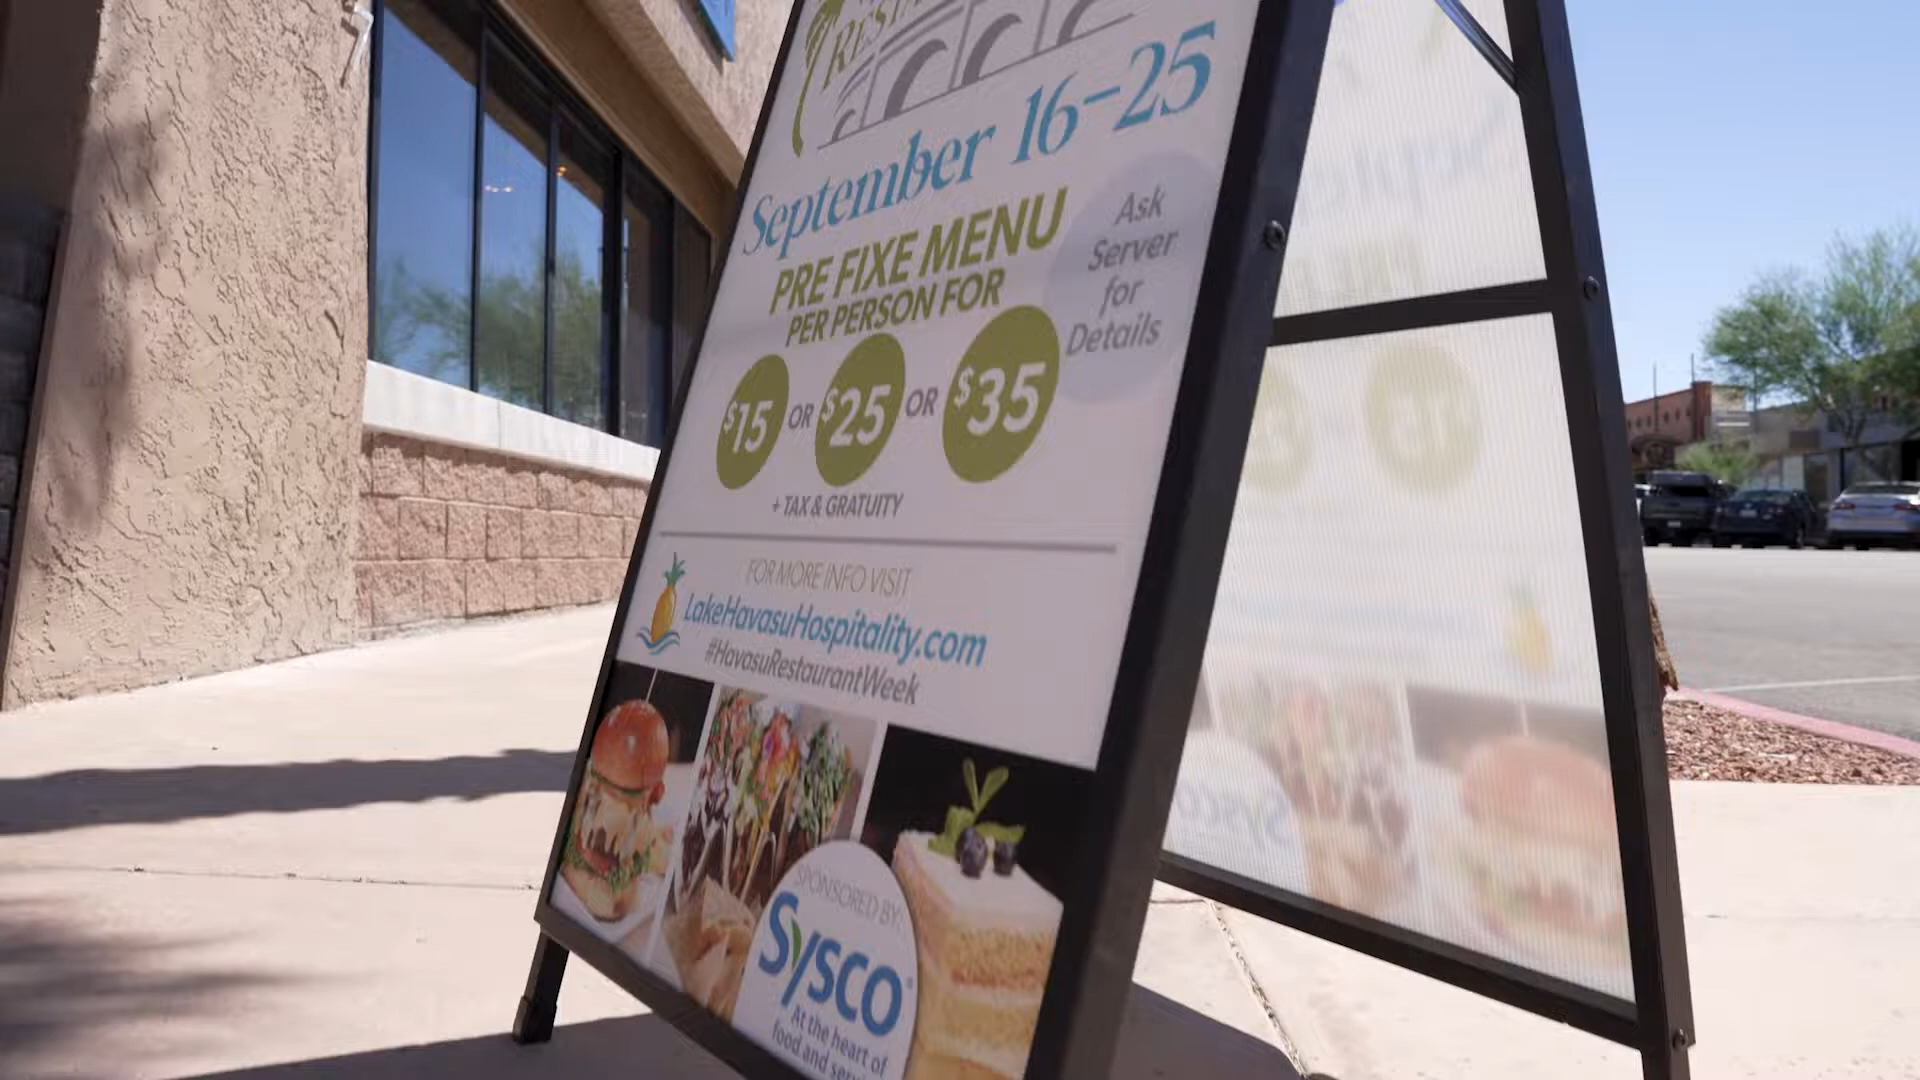 September 16-25
PRE FIXE MENU
PER PERSON FOR
Ask
Server
for
Details
$15 OR $25 OR $35
+ TAX & GRATUITY
FOR MORE INFO VISIT
LakeHavasuHospitality.com
#HavasuRestaurantWeek
SPONSORED BY:
Sysco
At the heart of
food and